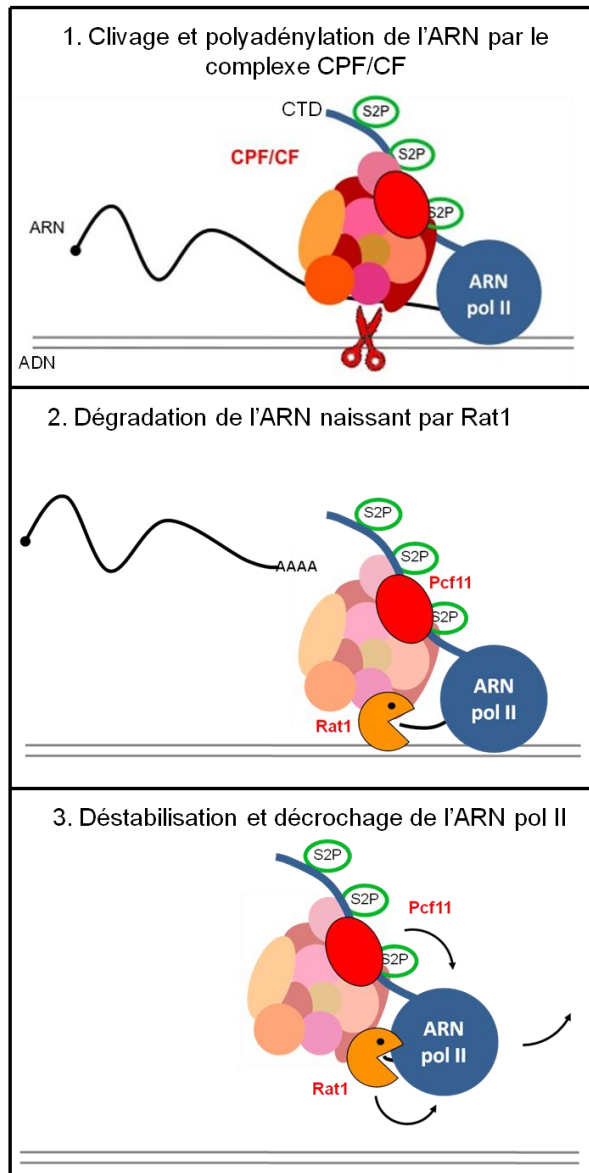 1. Clivage et polyadénylation de l'ARN par le
complexe CPF/CF
CTD
S2P
S2P
CPF/CF
S2P
ARN
ARN
pol II
ADN
2. Dégradation de l'ARN naissant par Rat1
S2P
AAAA
S2P
Pcf11
S2P
ARN
pol II
Rat1
3. Déstabilisation et décrochage de l'ARN pol II
S2P
S2P
Pcf11
S2P
ARN
pol II
Rat1